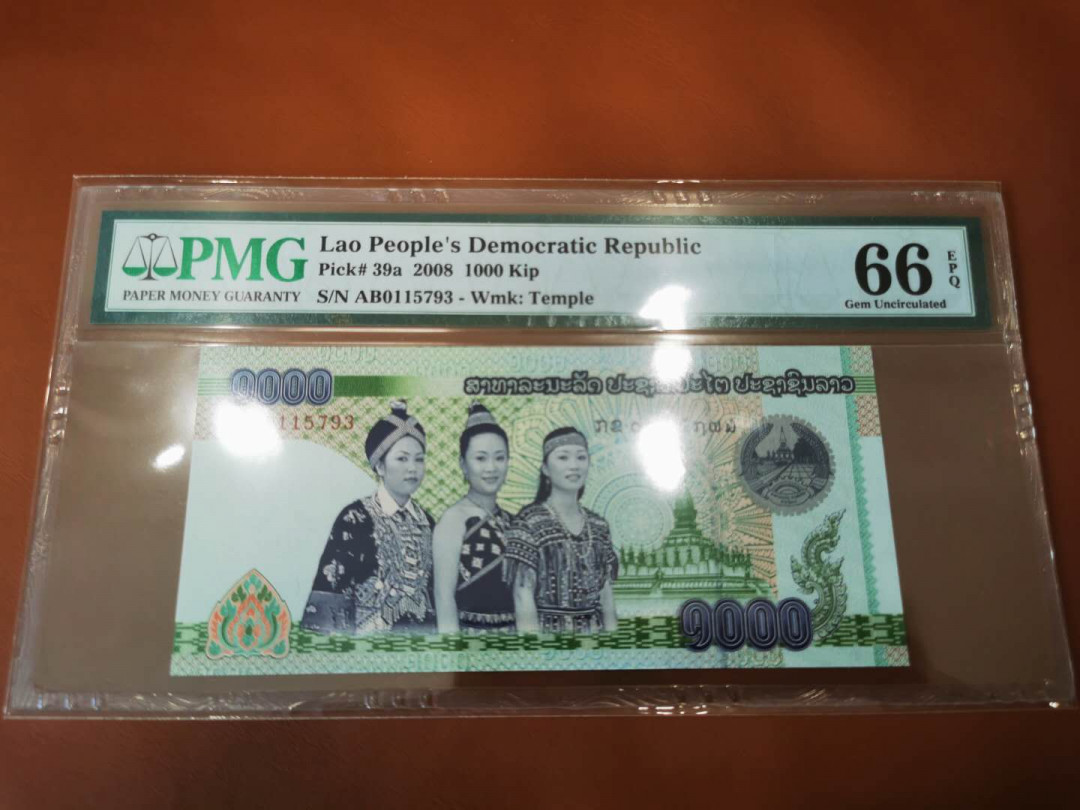 PMG
PAPER MONEY GUARANTY
Lao People's Democratic Republic
Pick# 39a 2008 1000 Kip
S/N AB0115793 - Wmk: Temple
66 EPQ
Gem Uncirculated
໑໐໐໐
ສາທາລະນະລັດ ປະຊາທິປະໄຕ ປະຊາຊົນລາວ
115793
໑໐໐໐